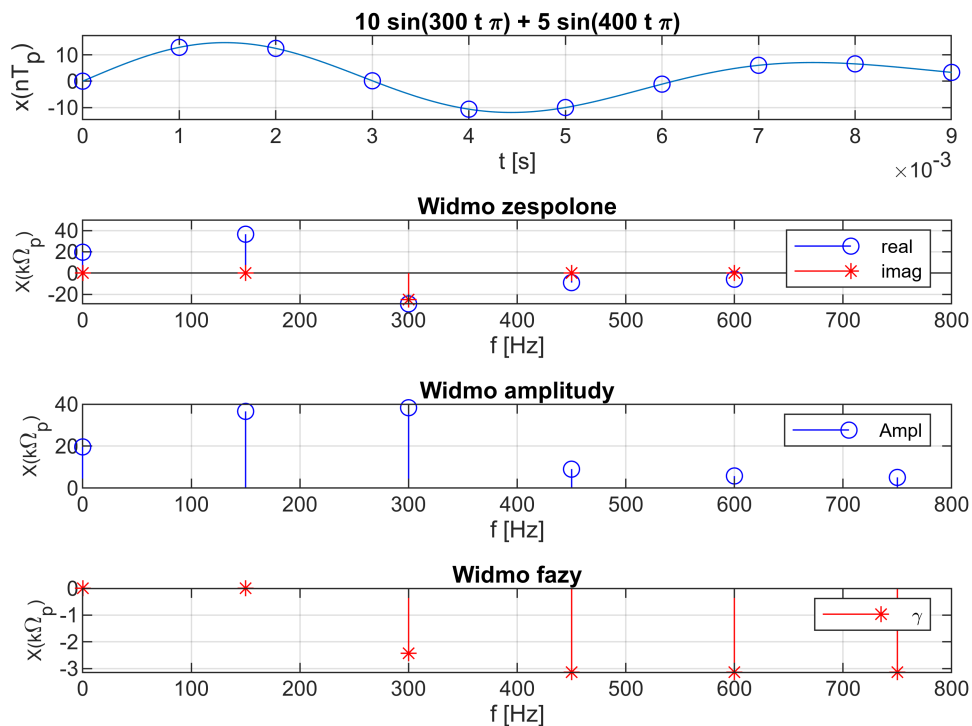 10 sin(300 t π) + 5 sin(400 t π)
x(nT_p)
10
0
-10
0 1 2 3 4 5 6 7 8 9
t [s]
×10^-3
Widmo zespolone
X(kΩ_p)
40
20
0
-20
real
imag
0 100 200 300 400 500 600 700 800
f [Hz]
Widmo amplitudy
X(kΩ_p)
40
20
0
Ampl
0 100 200 300 400 500 600 700 800
f [Hz]
Widmo fazy
X(kΩ_p)
0
-1
-2
-3
γ
0 100 200 300 400 500 600 700 800
f [Hz]